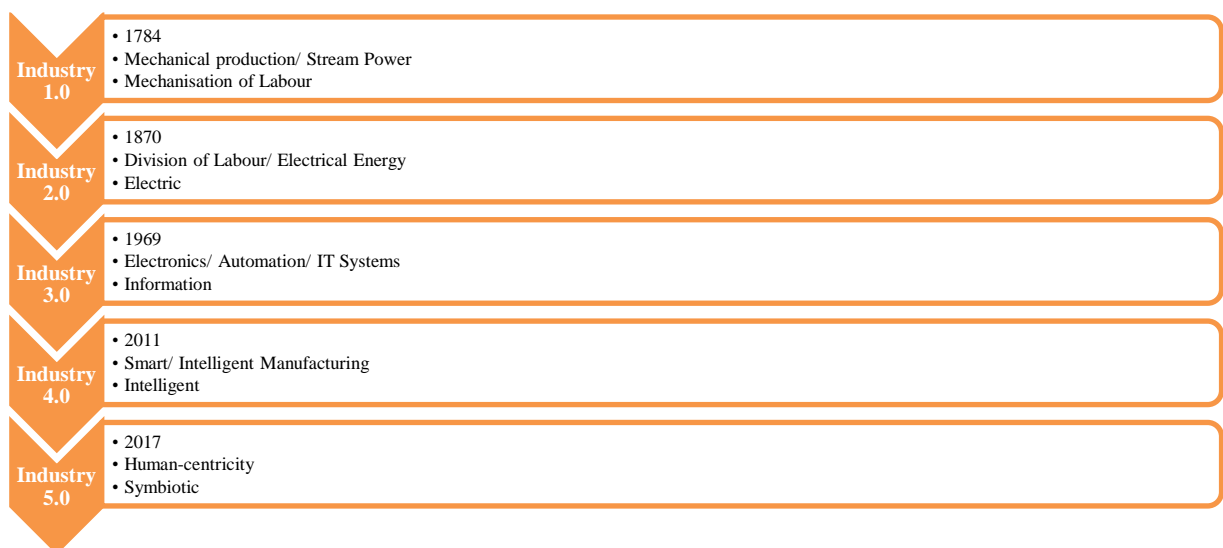 Industry
1.0
• 1784
• Mechanical production/ Stream Power
• Mechanisation of Labour
Industry
2.0
• 1870
• Division of Labour/ Electrical Energy
• Electric
Industry
3.0
• 1969
• Electronics/ Automation/ IT Systems
• Information
Industry
4.0
• 2011
• Smart/ Intelligent Manufacturing
• Intelligent
Industry
5.0
• 2017
• Human-centricity
• Symbiotic